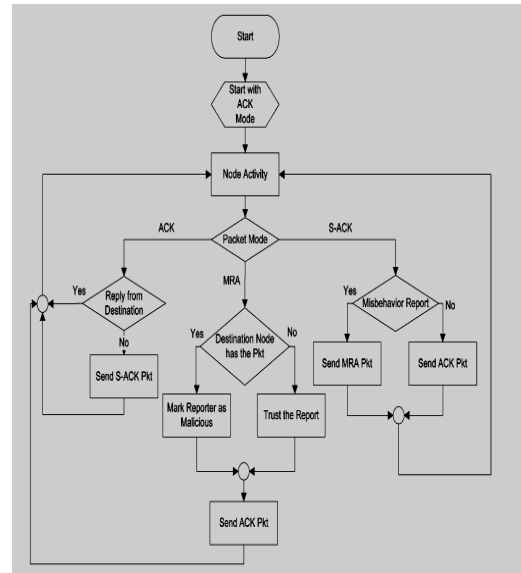 Start
Start with
ACK
Mode
Node Activity
Packet Mode
ACK
S-ACK
MRA
Reply from
Destination
Yes
No
Send S-ACK Pkt
Destination Node
has the Pkt
Yes
No
Mark Reporter as
Malicious
Trust the Report
Misbehavior Report
Yes
No
Send MRA Pkt
Send ACK Pkt
Send ACK Pkt